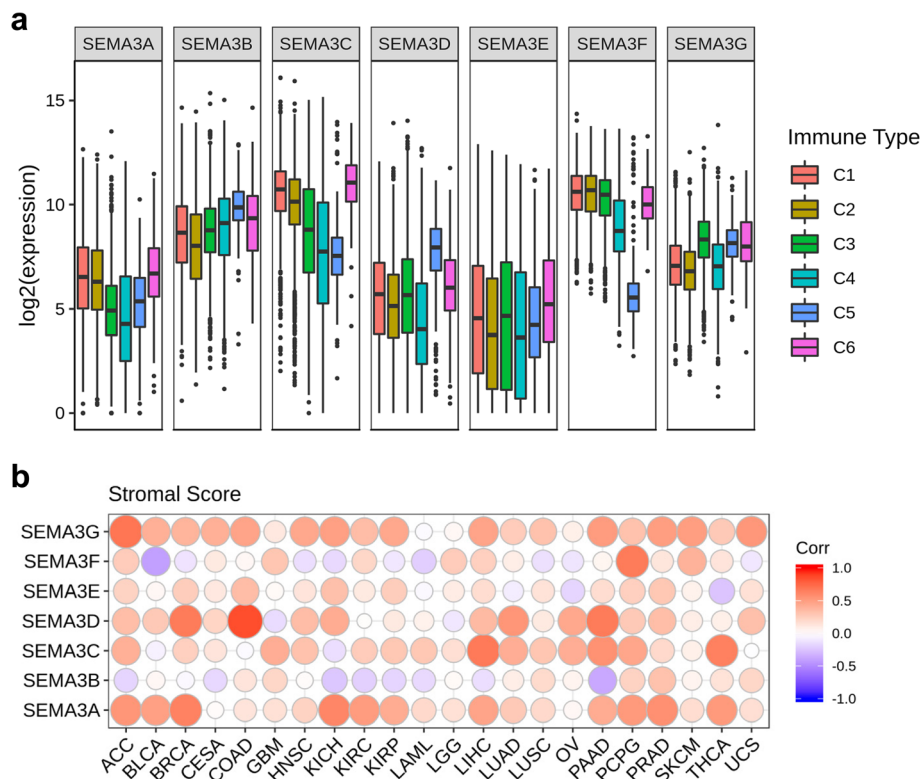 a
SEMA3A SEMA3B SEMA3C SEMA3D SEMA3E SEMA3F SEMA3G
log2(expression)
15
10
5
0
Immune Type
C1
C2
C3
C4
C5
C6
b
Stromal Score
SEMA3G
SEMA3F
SEMA3E
SEMA3D
SEMA3C
SEMA3B
SEMA3A
ACC BLCA BRCA CESA COAD GBM HNSC KICH KIRC KIRP LAML LGG LIHC LUAD LUSC OV PAAD PCPG PRAD SKCM THCA UCS
Corr
1.0
0.5
0.0
-0.5
-1.0